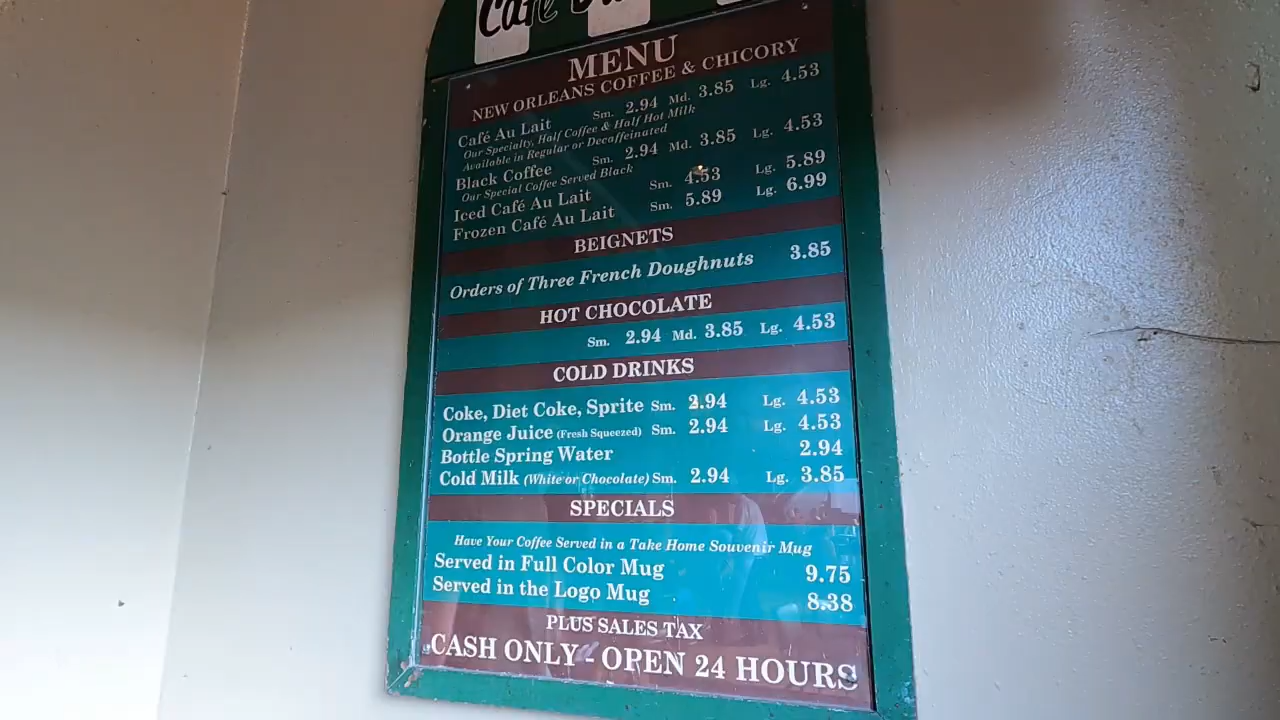 Café
MENU
NEW ORLEANS COFFEE & CHICORY
Café Au Lait Sm. 2.94 Md. 3.85 Lg. 4.53
Our Specialty, Half Coffee & Half Hot Milk
Available in Regular or Decaffeinated
Black Coffee Sm. 2.94 Md. 3.85 Lg. 4.53
Our Special Coffee Served Black
Iced Café Au Lait Sm. 4.53 Lg. 5.89
Frozen Café Au Lait Sm. 5.89 Lg. 6.99
BEIGNETS
Orders of Three French Doughnuts 3.85
HOT CHOCOLATE
Sm. 2.94 Md. 3.85 Lg. 4.53
COLD DRINKS
Coke, Diet Coke, Sprite Sm. 2.94 Lg. 4.53
Orange Juice (Fresh Squeezed) Sm. 2.94 Lg. 4.53
Bottle Spring Water 2.94
Cold Milk (White or Chocolate) Sm. 2.94 Lg. 3.85
SPECIALS
Have Your Coffee Served in a Take Home Souvenir Mug
Served in Full Color Mug 9.75
Served in the Logo Mug 8.38
PLUS SALES TAX
CASH ONLY - OPEN 24 HOURS